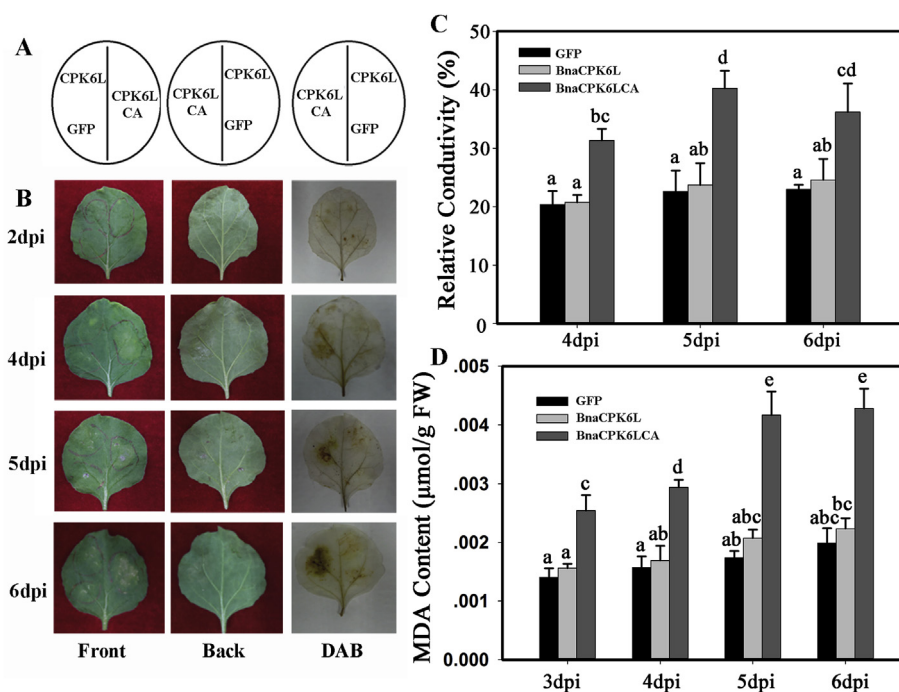 A
CPK6L
GFP
CPK6L
CA
CPK6L
CA
CPK6L
GFP
CPK6L
CA
CPK6L
GFP
B
2dpi
4dpi
5dpi
6dpi
Front Back DAB
C
Relative Condutivity (%)
50
40
30
20
10
0
GFP
BnaCPK6L
BnaCPK6LCA
a a bc
a ab d
a ab cd
4dpi 5dpi 6dpi
D
MDA Content (μmol/g FW)
.005
.004
.003
.002
.001
0.000
GFP
BnaCPK6L
BnaCPK6LCA
a a c
a ab d
ab abc e
abc bc e
3dpi 4dpi 5dpi 6dpi